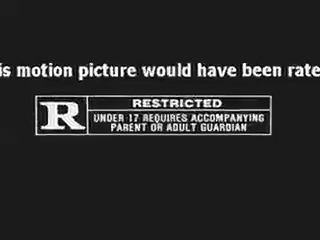 is motion picture would have been rate
R
RESTRICTED
UNDER 17 REQUIRES ACCOMPANYING
PARENT OR ADULT GUARDIAN